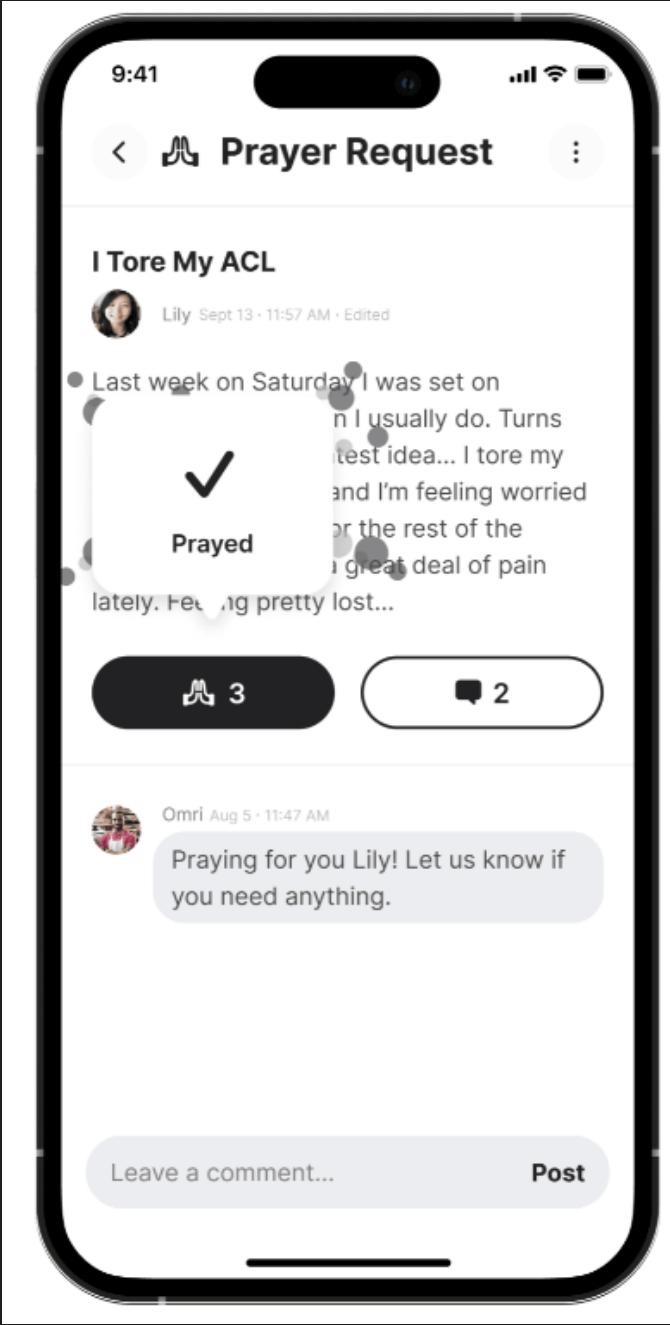 9:41
Prayer Request
I Tore My ACL
Lily Sept 13 · 11:57 AM · Edited
Last week on Saturday I was set on
I usually do. Turns
idea... I tore my
and I'm feeling worried
the rest of the
a great deal of pain
Prayed
lately. pretty lost...
3
2
Omri Aug 5 · 11:47 AM
Praying for you Lily! Let us know if
you need anything.
Leave a comment... Post